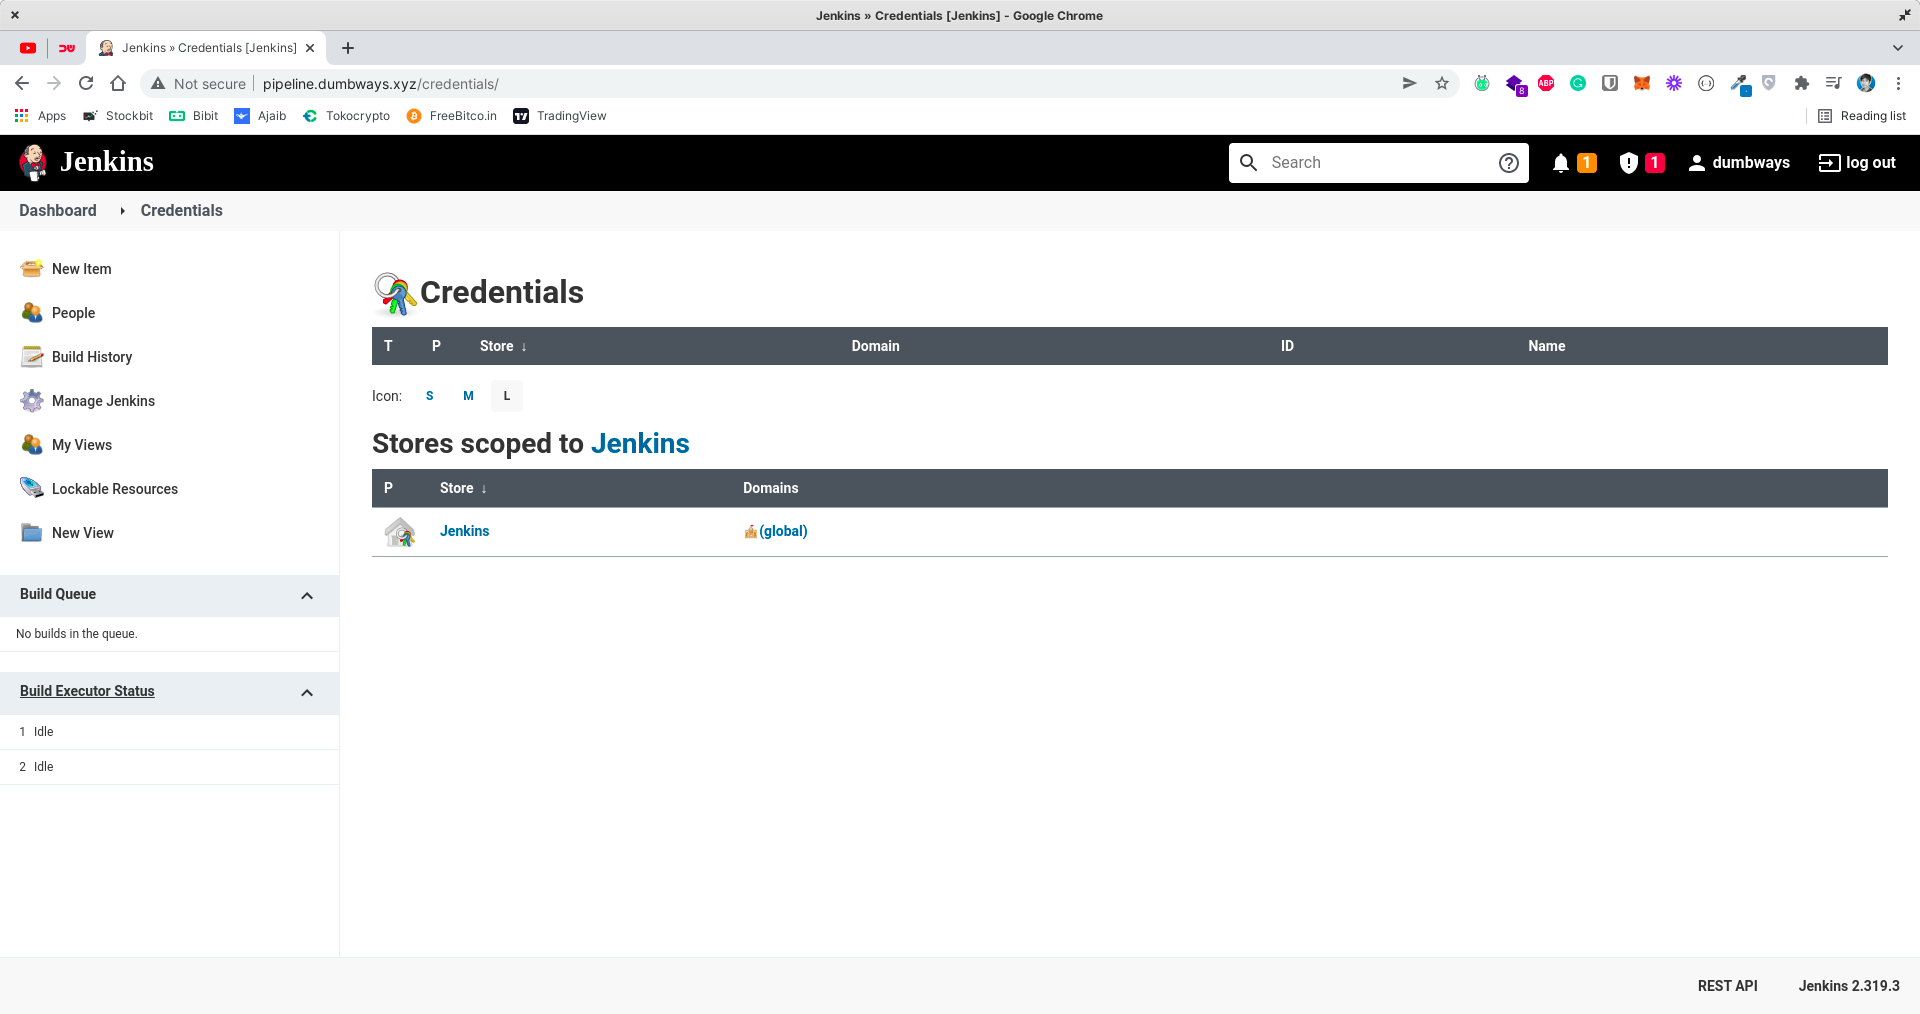 Jenkins » Credentials [Jenkins] - Google Chrome
Jenkins » Credentials [Jenkins]
Not secure pipeline.dumbways.xyz/credentials/
8
ABP
Apps Stockbit Bibit Ajaib Tokocrypto FreeBitco.in TradingView Reading list
Jenkins Search 1 1 dumbways log out
Dashboard Credentials
New Item
People
Build History
Manage Jenkins
My Views
Lockable Resources
New View
Build Queue
No builds in the queue.
Build Executor Status
1 Idle
2 Idle
Credentials
T P Store ↓ Domain ID Name
Icon: S M L
Stores scoped to Jenkins
P Store ↓ Domains
Jenkins (global)
REST API Jenkins 2.319.3